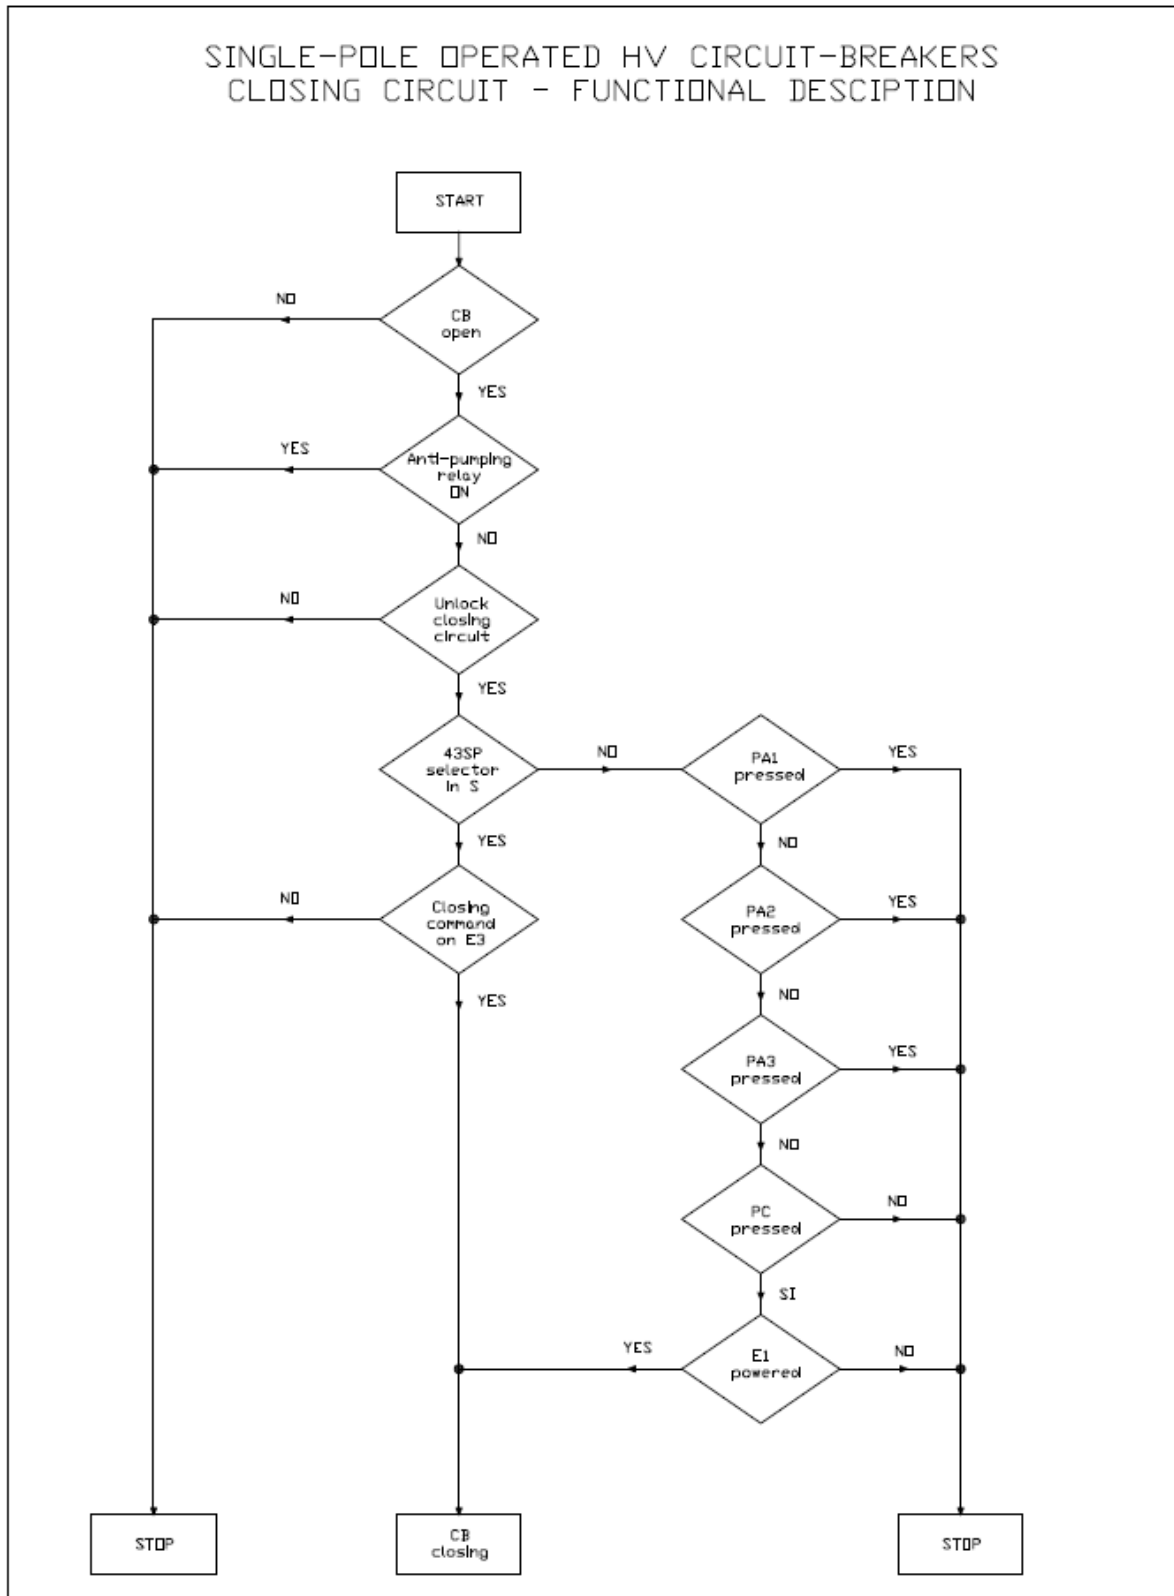 SINGLE-POLE OPERATED HV CIRCUIT-BREAKERS
CLOSING CIRCUIT - FUNCTIONAL DESCIPTION
START
NO
CB
open
YES
YES
Anti-pumping
relay
ON
NO
NO
Unlock
closing
circuit
YES
43SP
selector
in S
NO
PA1
pressed
YES
YES
NO
NO
Closing
command
on E3
PA2
pressed
YES
YES
NO
PA3
pressed
YES
NO
PC
pressed
NO
SI
YES
E1
powered
NO
STOP
CB
closing
STOP